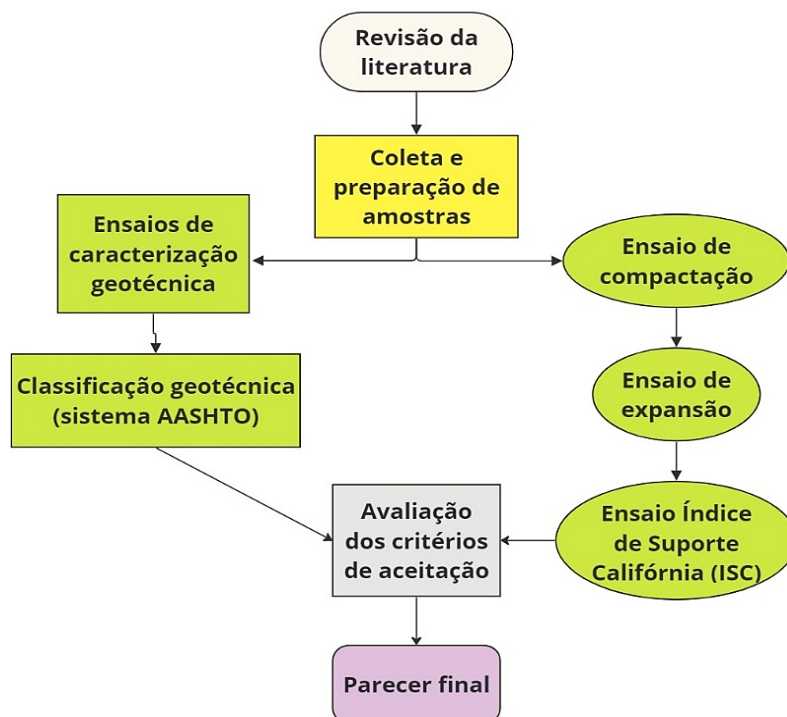 Revisão da
literatura
Coleta e
preparação de
amostras
Ensaios de
caracterização
geotécnica
Ensaio de
compactação
Classificação geotécnica
(sistema AASHTO)
Ensaio de
expansão
Avaliação
dos critérios
de aceitação
Ensaio Índice
de Suporte
Califórnia (ISC)
Parecer final